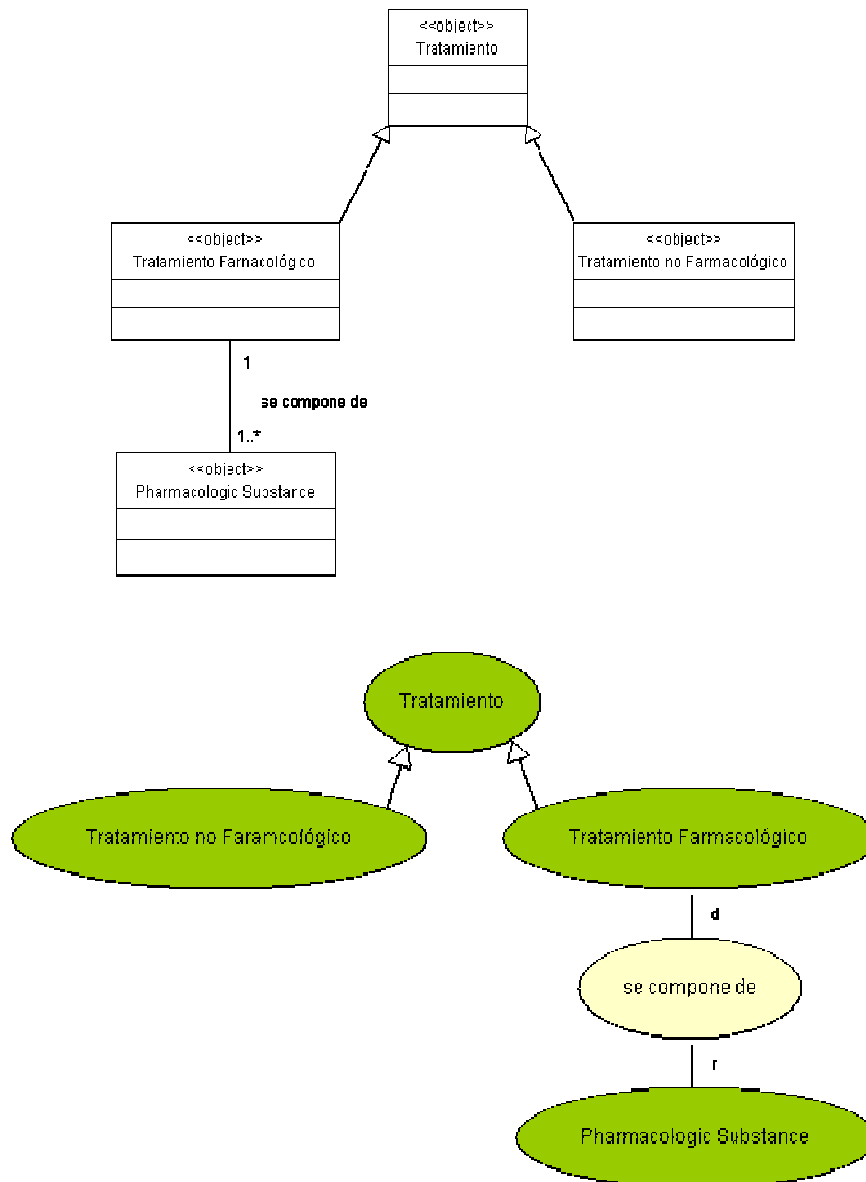 <<object>>
Tratamiento
<<object>>
Tratamiento Farnacológico
<<object>>
Tratamiento no Farmacológico
1
se compone de
1..*
<<object>>
Pharmacologic Substance
Tratamiento
Tratamiento no Faramcológico
Tratamiento Farmacológico
d
se compone de
r
Pharmacologic Substance